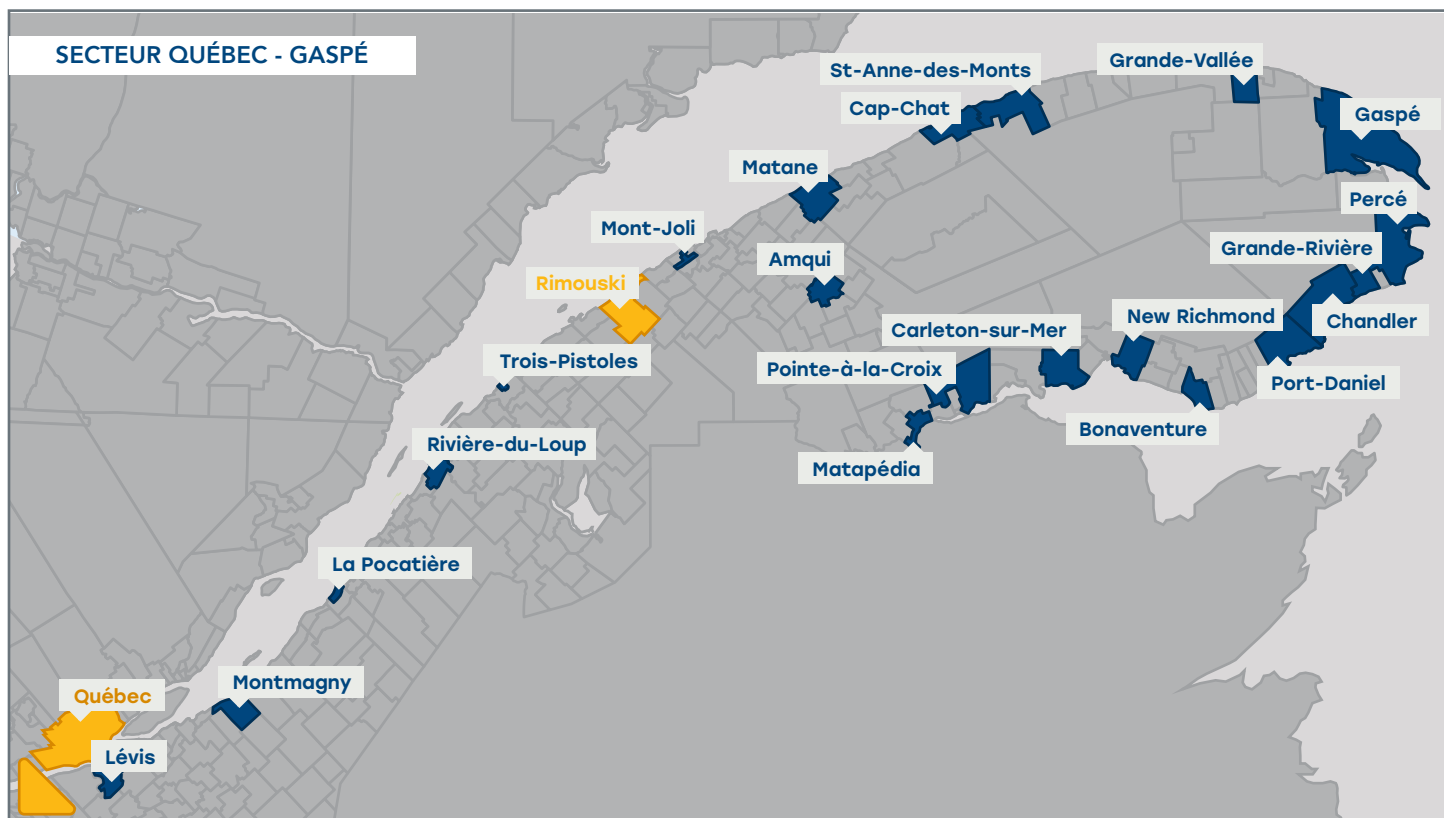 SECTEUR QUÉBEC - GASPÉ
Grande-Vallée
St-Anne-des-Monts
Cap-Chat
Gaspé
Matane
Percé
Mont-Joli
Grande-Rivière
Amqui
Rimouski
New Richmond
Chandler
Carleton-sur-Mer
Trois-Pistoles
Pointe-à-la-Croix
Port-Daniel
Bonaventure
Rivière-du-Loup
Matapédia
La Pocatière
Montmagny
Québec
Lévis